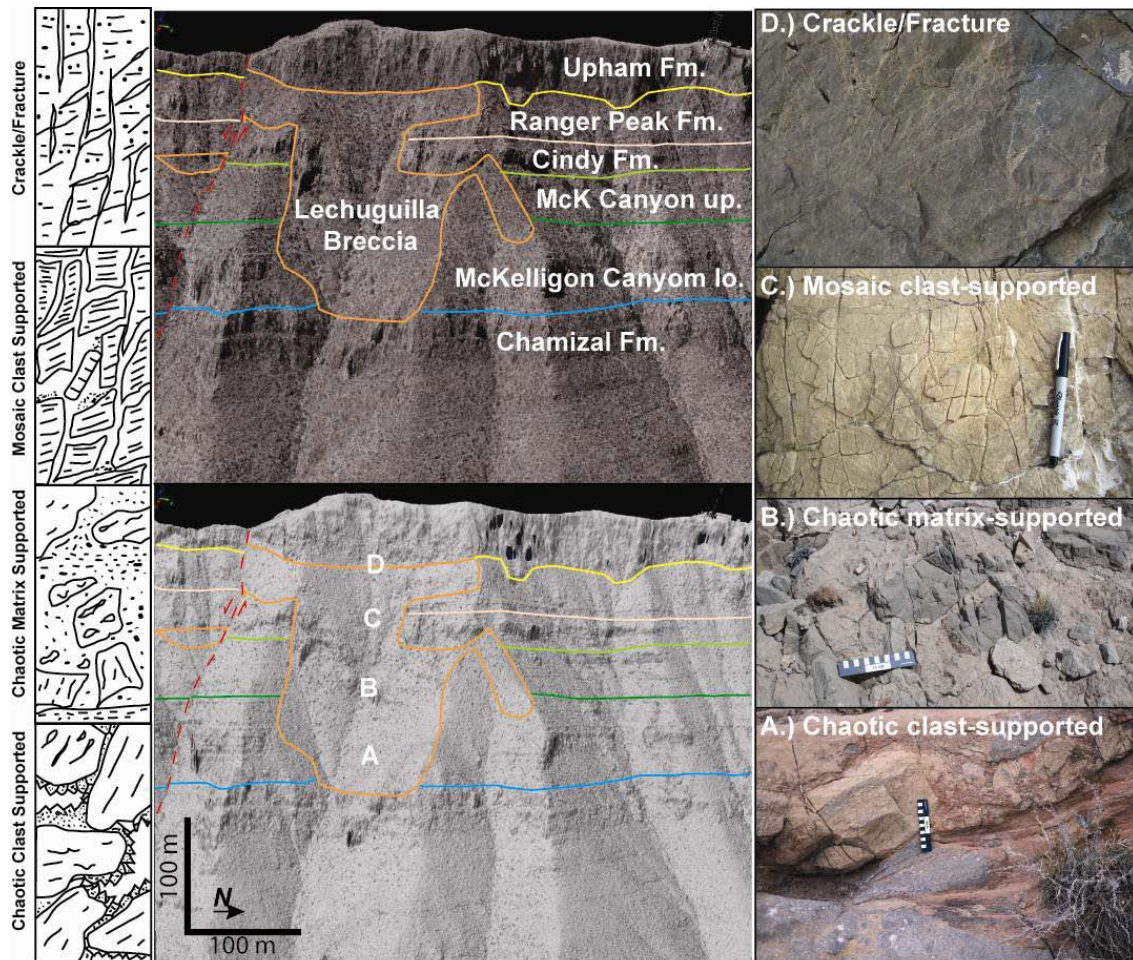 Crackle/Fracture
Mosaic Clast Supported
Chaotic Matrix Supported
Chaotic Clast Supported
Upham Fm.
Ranger Peak Fm.
Cindy Fm.
McK Canyon up.
Lechuguilla
Breccia
McKelligon Canyom lo.
Chamizal Fm.
D
C
B
A
100 m
N
100 m
D.) Crackle/Fracture
C.) Mosaic clast-supported
B.) Chaotic matrix-supported
A.) Chaotic clast-supported